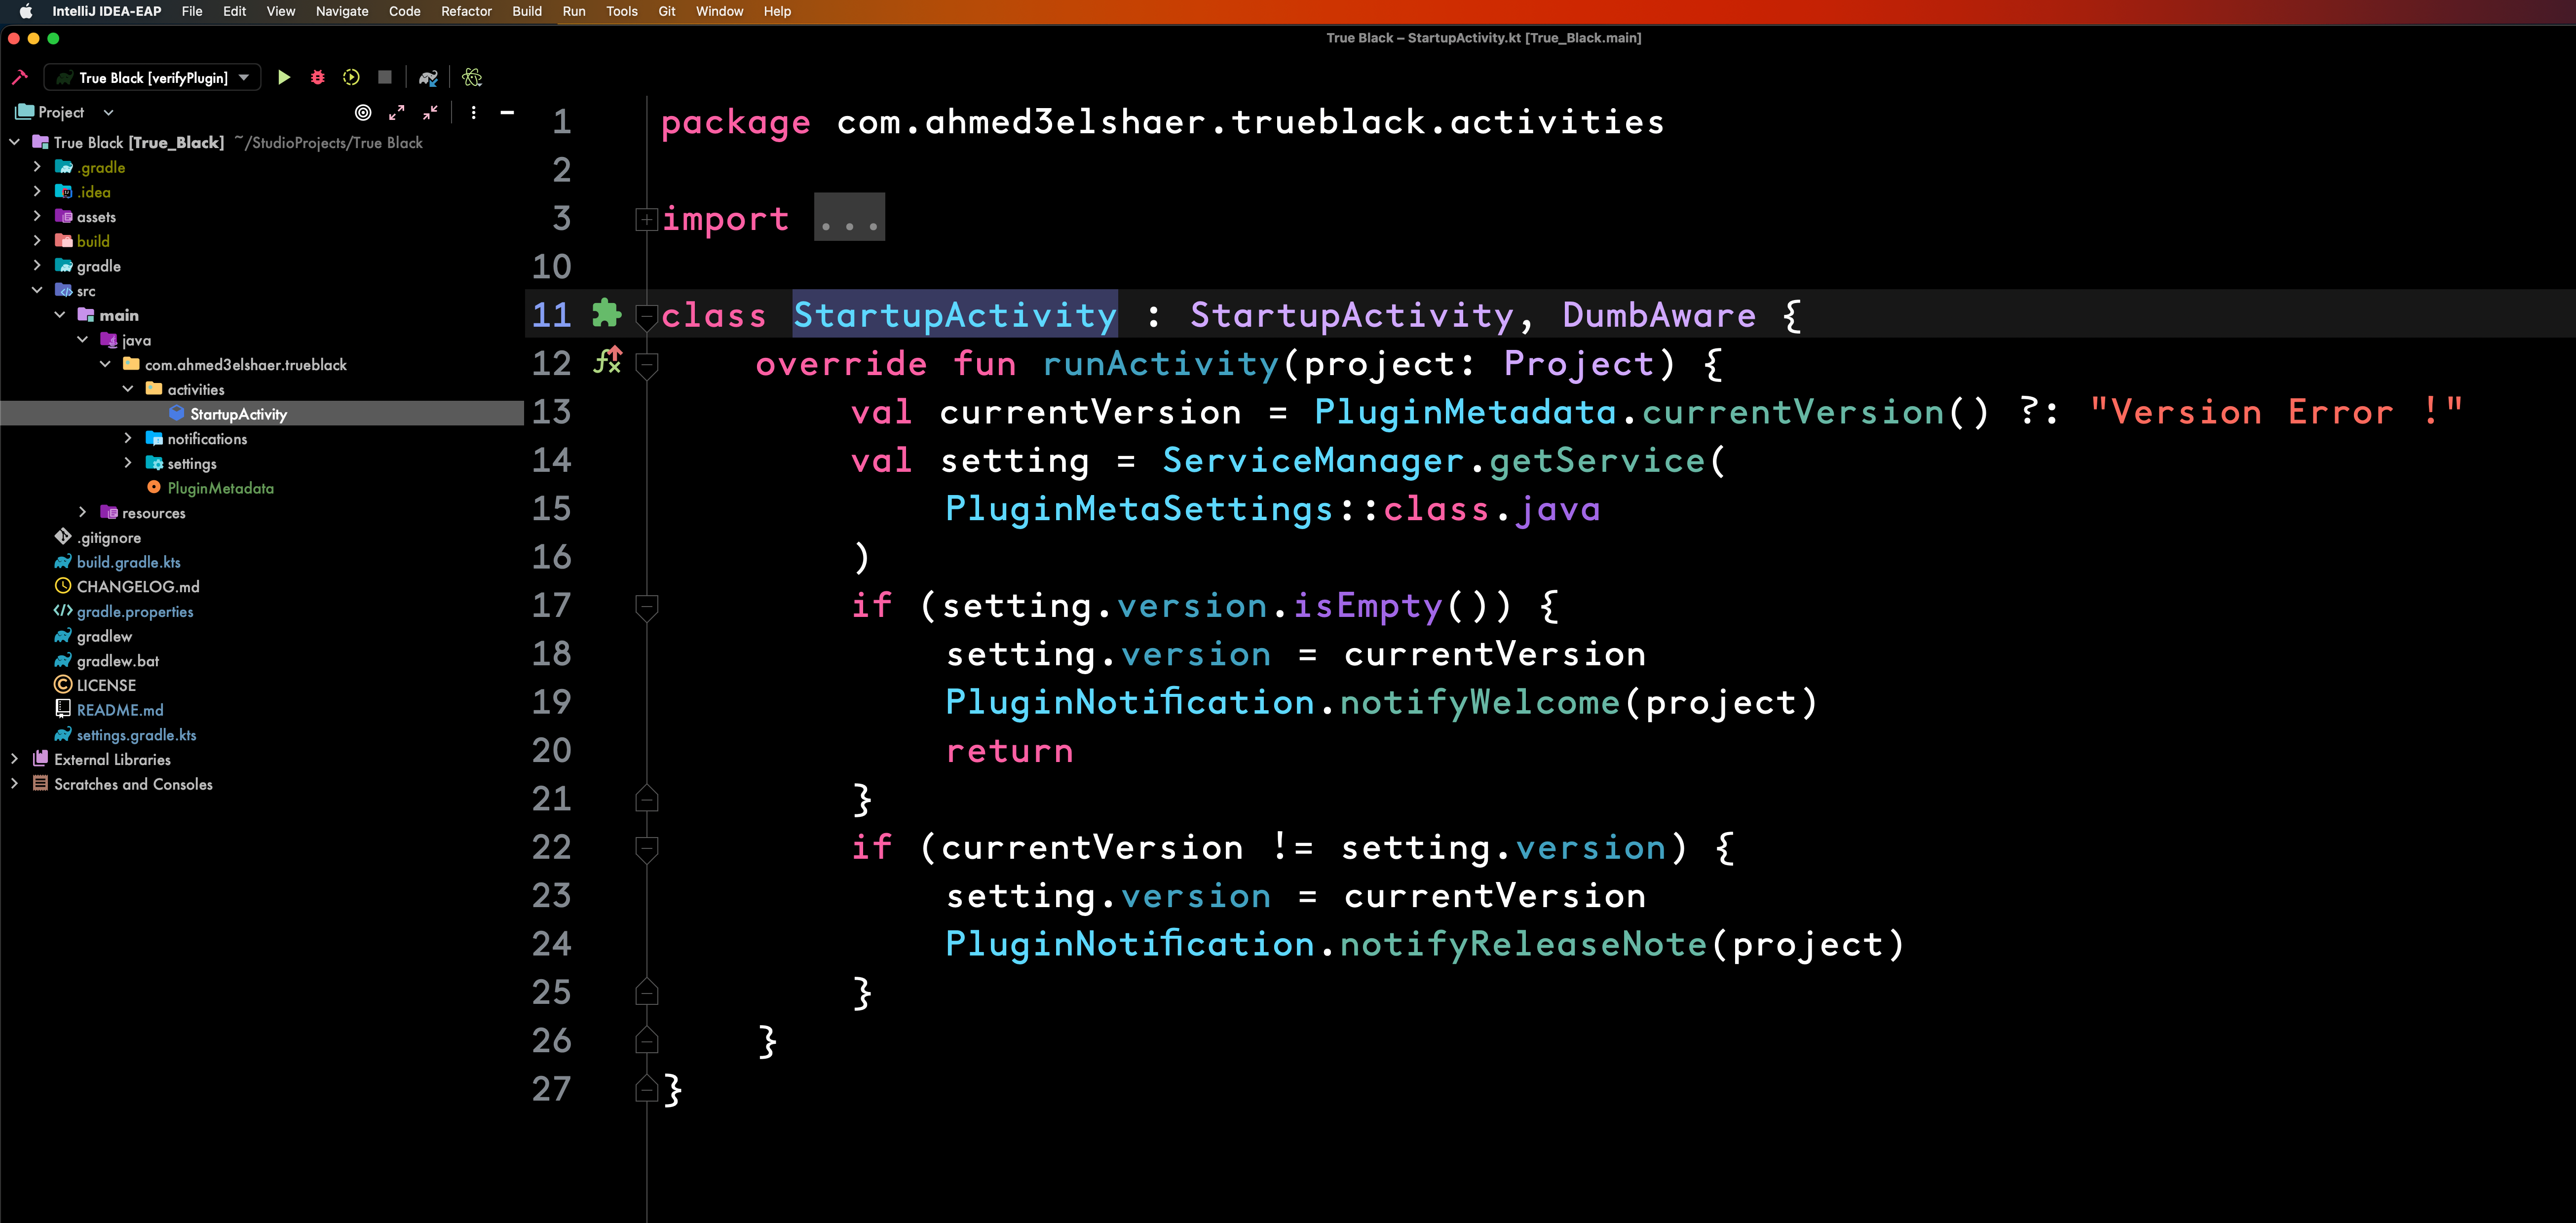 IntelliJ IDEA-EAP File Edit View Navigate Code Refactor Build Run Tools Git Window Help
True Black – StartupActivity.kt [True_Black.main]
True Black [verifyPlugin]
Project
True Black [True_Black] ~/StudioProjects/True Black
.gradle
.idea
assets
build
gradle
src
main
java
com.ahmed3elshaer.trueblack
activities
StartupActivity
notifications
settings
PluginMetadata
resources
.gitignore
build.gradle.kts
CHANGELOG.md
gradle.properties
gradlew
gradlew.bat
LICENSE
README.md
settings.gradle.kts
External Libraries
Scratches and Consoles
1 package com.ahmed3elshaer.trueblack.activities
2
3 import ...
10
11 class StartupActivity : StartupActivity, DumbAware {
12 override fun runActivity(project: Project) {
13 val currentVersion = PluginMetadata.currentVersion() ?: "Version Error !"
14 val setting = ServiceManager.getService(
15 PluginMetaSettings::class.java
16 )
17 if (setting.version.isEmpty()) {
18 setting.version = currentVersion
19 PluginNotification.notifyWelcome(project)
20 return
21 }
22 if (currentVersion != setting.version) {
23 setting.version = currentVersion
24 PluginNotification.notifyReleaseNote(project)
25 }
26 }
27 }